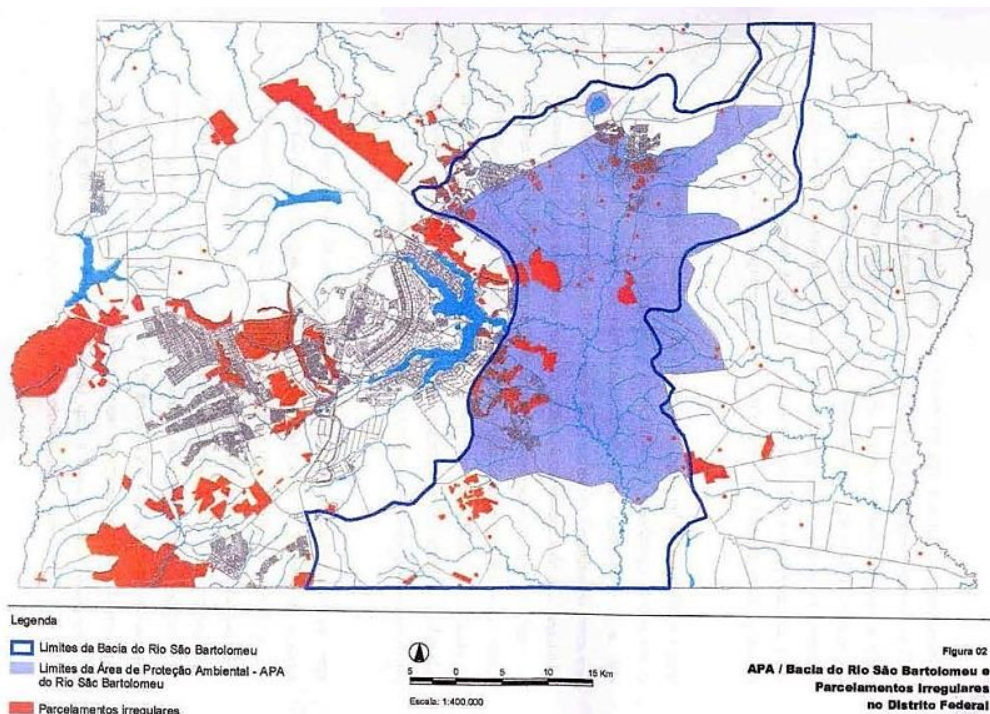 Legenda
Limites da Bacia do Rio São Bartolomeu
Limites da Área de Proteção Ambiental - APA
do Rio São Bartolomeu
Parcelamentos irregulares
5 0 5 10 15 Km
Escala: 1:400.000
Figura 02
APA / Bacia do Rio São Bartolomeu e
Parcelamentos Irregulares
no Distrito Federal